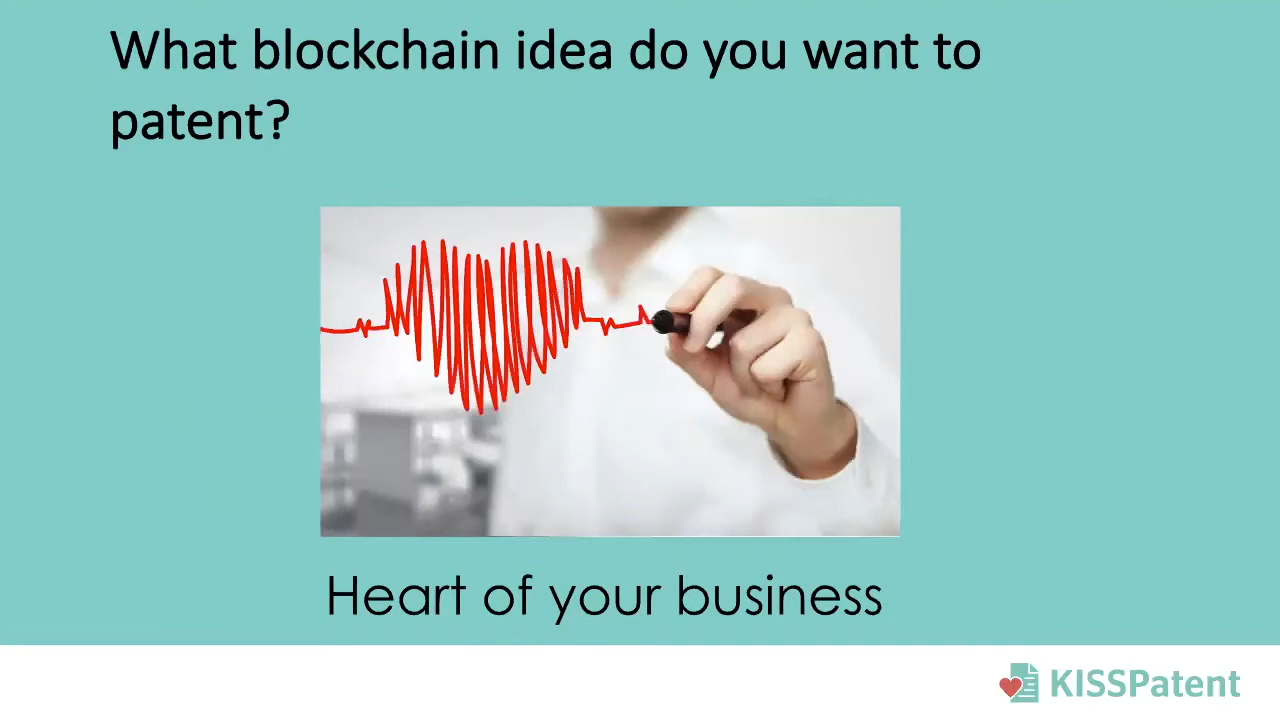 What blockchain idea do you want to
patent?
Heart of your business
KISSPatent